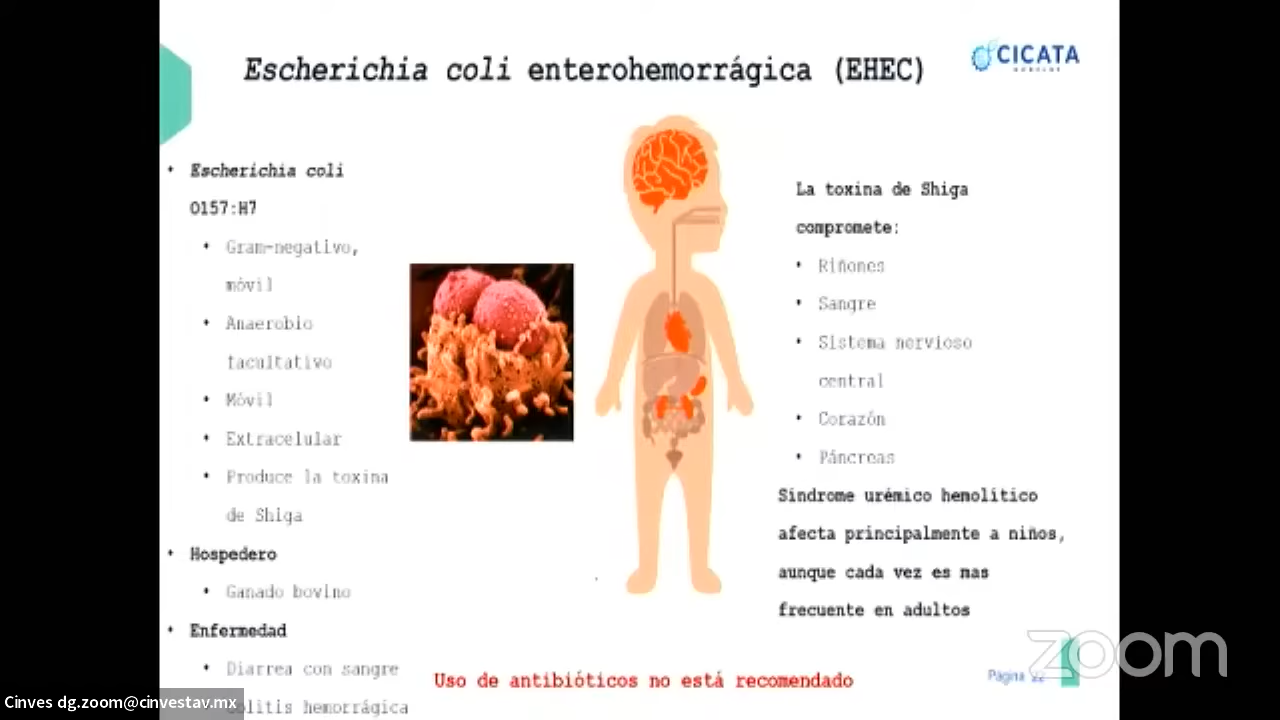 Escherichia coli enterohemorrágica (EHEC)
CICATA
• Escherichia coli
O157:H7
• Gram-negativo,
móvil
• Anaerobio
facultativo
• Móvil
• Extracelular
• Produce la toxina
de Shiga
• Hospedero
• Ganado bovino
• Enfermedad
• Diarrea con sangre
colitis hemorrágica
La toxina de Shiga
compromete:
• Riñones
• Sangre
• Sistema nervioso
central
• Corazón
• Páncreas
Síndrome urémico hemolítico
afecta principalmente a niños,
aunque cada vez es mas
frecuente en adultos
Uso de antibióticos no está recomendado
Página
zoom
Cinves dg.zoom@cinvestav.mx